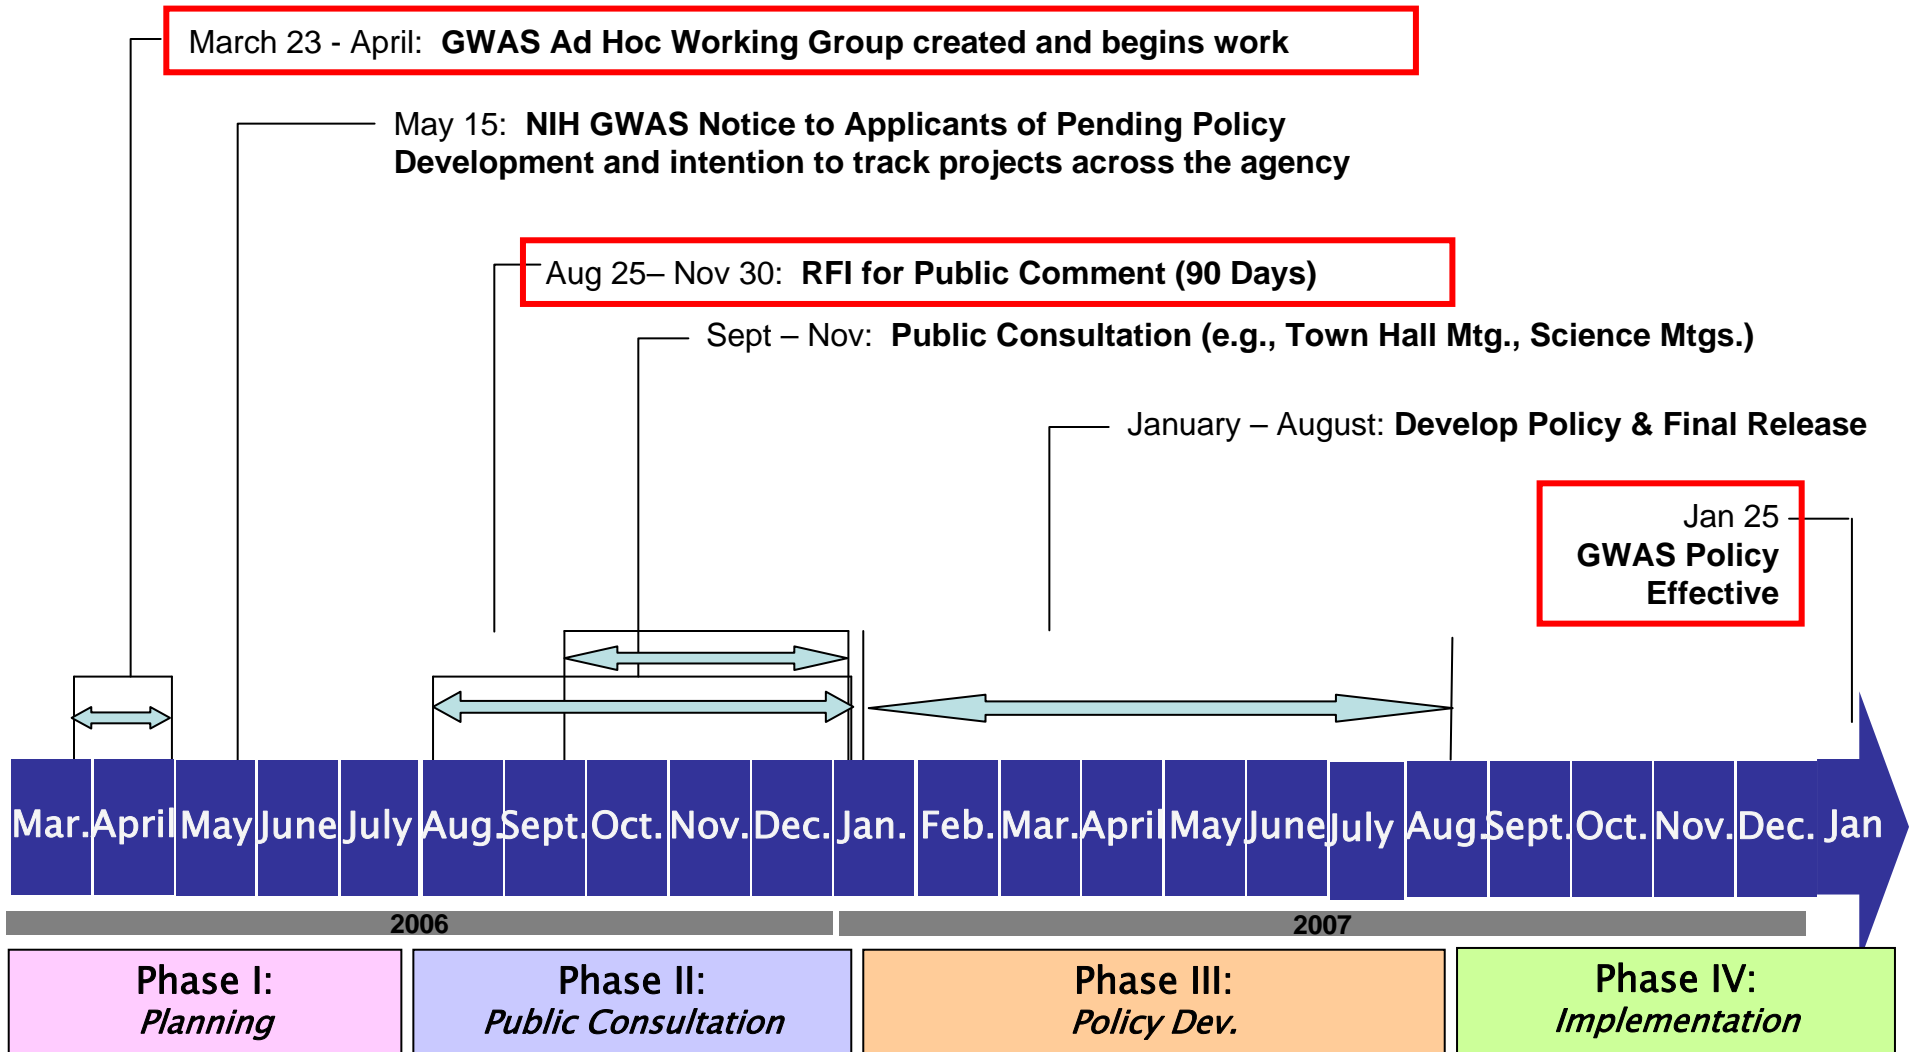 March 23 - April:  GWAS Ad Hoc Working Group created and begins work
May 15:  NIH GWAS Notice to Applicants of Pending Policy
Development and intention to track projects across the agency
Aug 25– Nov 30:  RFI for Public Comment (90 Days)
Sept – Nov:  Public Consultation (e.g., Town Hall Mtg., Science Mtgs.)
January – August: Develop Policy & Final Release
Jan 25
GWAS Policy
Effective
Mar. April May June July Aug. Sept. Oct. Nov. Dec. Jan. Feb. Mar. April May June July Aug. Sept. Oct. Nov. Dec. Jan
2006 2007
Phase I:
Planning
Phase II:
Public Consultation
Phase III:
Policy Dev.
Phase IV:
Implementation